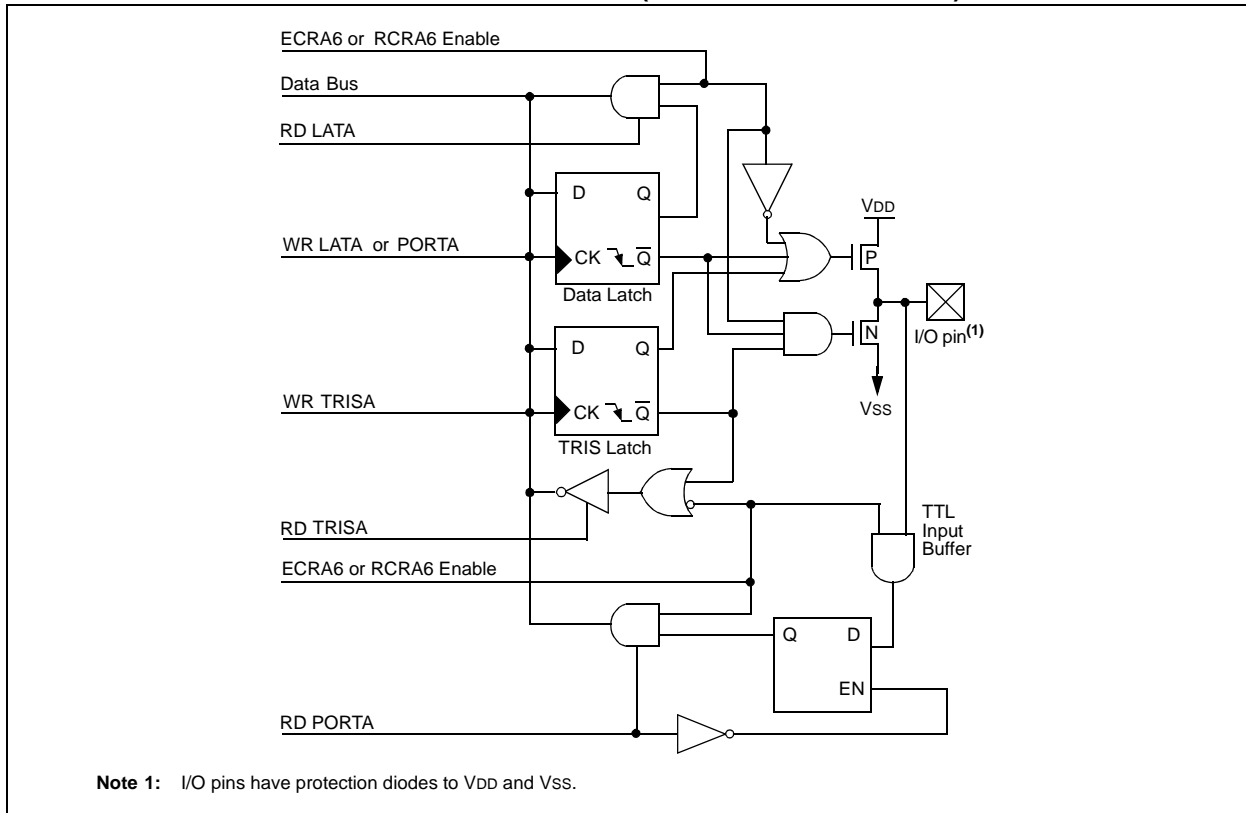 ECRA6 or RCRA6 Enable
Data Bus
RD LATA
D Q
VDD
WR LATA or PORTA
CK Q̅
P
Data Latch
I/O pin(1)
N
D Q
WR TRISA
CK Q̅
VSS
TRIS Latch
TTL
Input
Buffer
RD TRISA
ECRA6 or RCRA6 Enable
Q D
EN
RD PORTA
Note 1: I/O pins have protection diodes to VDD and VSS.